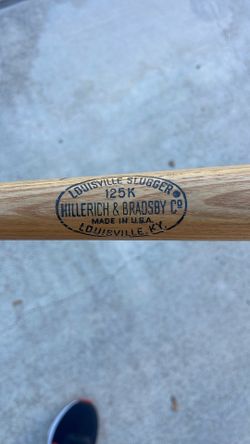 LOUISVILLE SLUGGER
125K
HILLERICH & BRADSBY Co
MADE IN U.S.A.
LOUISVILLE, KY.